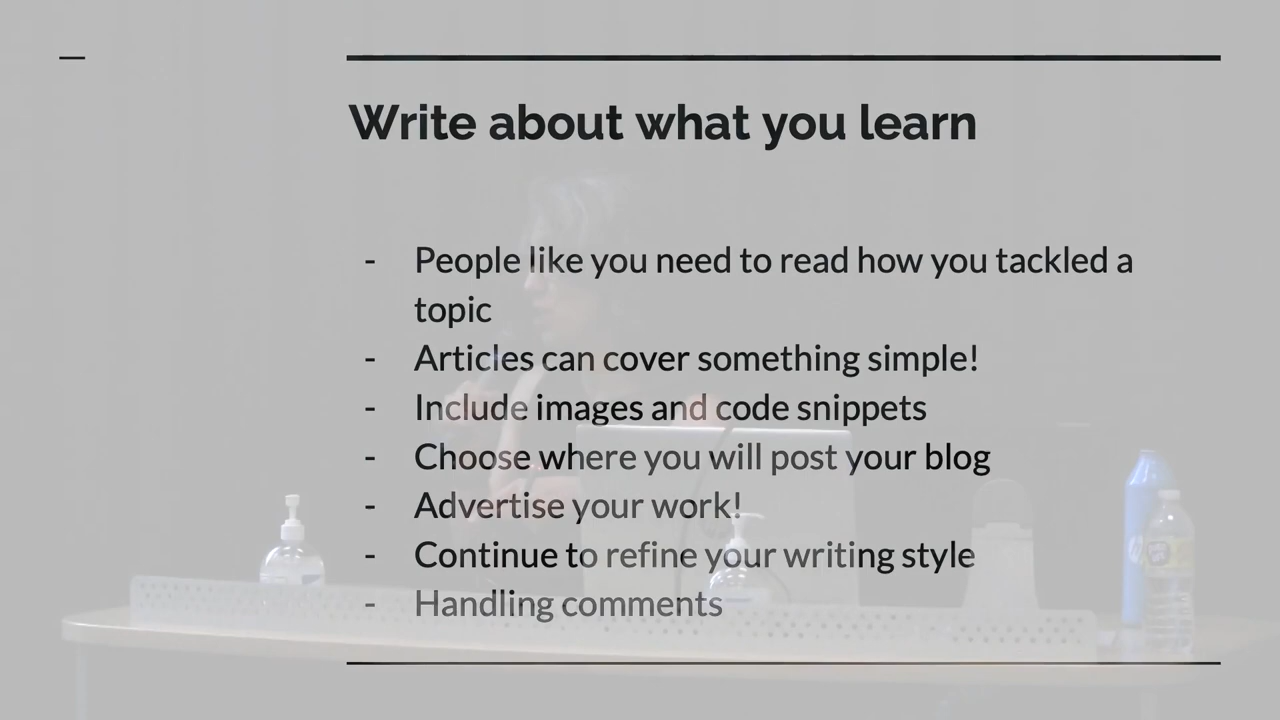 Write about what you learn
- People like you need to read how you tackled a
topic
- Articles can cover something simple!
- Include images and code snippets
- Choose where you will post your blog
- Advertise your work!
- Continue to refine your writing style
- Handling comments